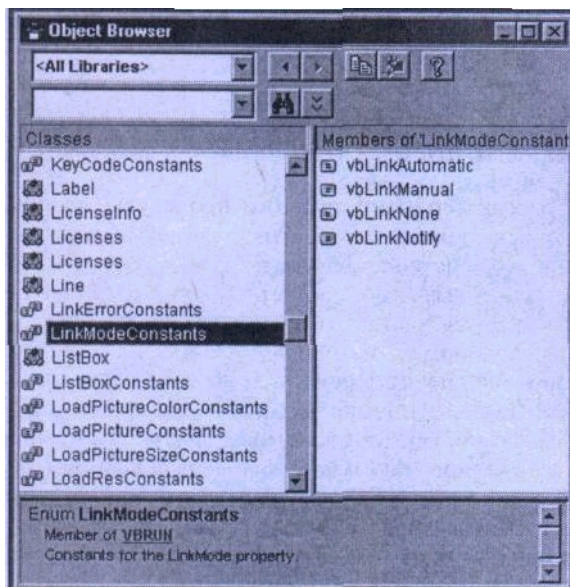 Object Browser
<All Libraries>
Classes
KeyCodeConstants
Label
LicenseInfo
Licenses
Licenses
Line
LinkErrorConstants
LinkModeConstants
ListBox
ListBoxConstants
LoadPictureColorConstants
LoadPictureConstants
LoadPictureSizeConstants
LoadResConstants
Members of 'LinkModeConstant
vbLinkAutomatic
vbLinkManual
vbLinkNone
vbLinkNotify
Enum LinkModeConstants
Member of VBRUN
Constants for the LinkMode property.